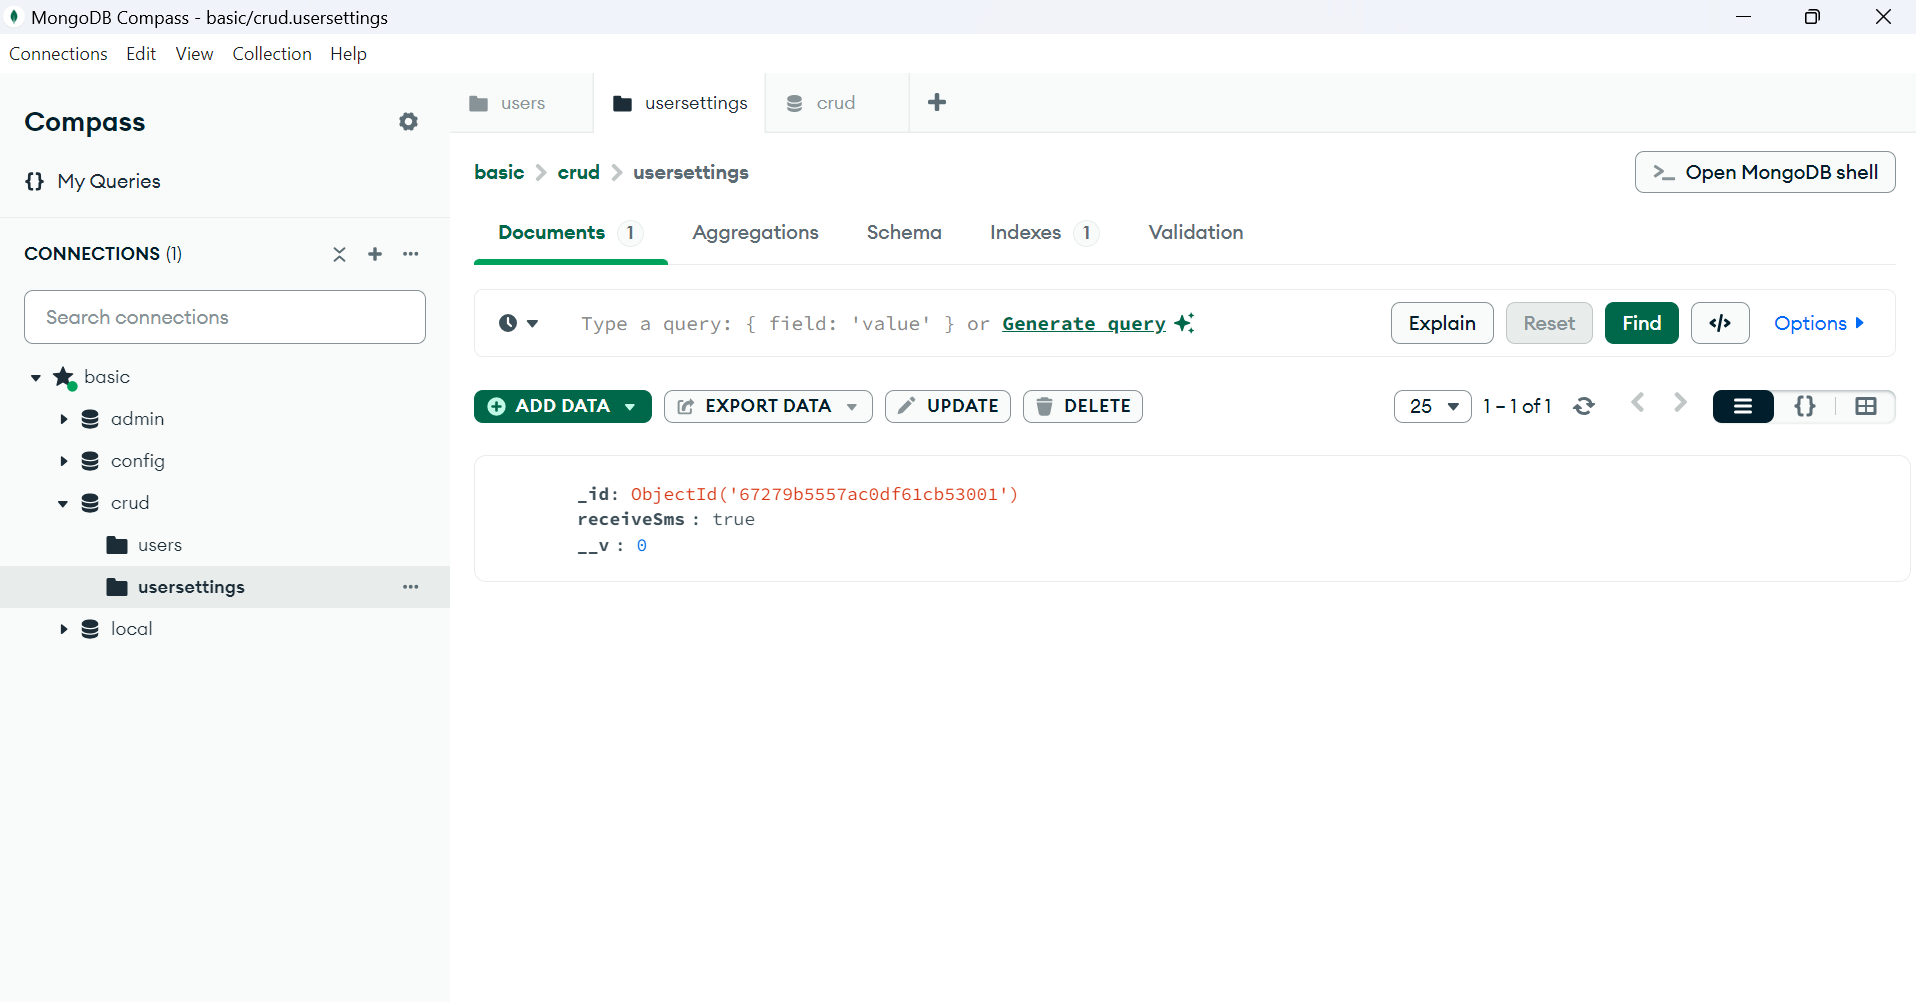 MongoDB Compass - basic/crud.usersettings
Connections Edit View Collection Help
Compass
{} My Queries
CONNECTIONS (1)
Search connections
basic
admin
config
crud
users
usersettings
local
users usersettings crud
basic > crud > usersettings
>_ Open MongoDB shell
Documents 1 Aggregations Schema Indexes 1 Validation
Type a query: { field: 'value' } or Generate query
Explain Reset Find </> Options
ADD DATA EXPORT DATA UPDATE DELETE
25 1 – 1 of 1 {}
_id: ObjectId('67279b5557ac0df61cb53001')
receiveSms : true
__v : 0